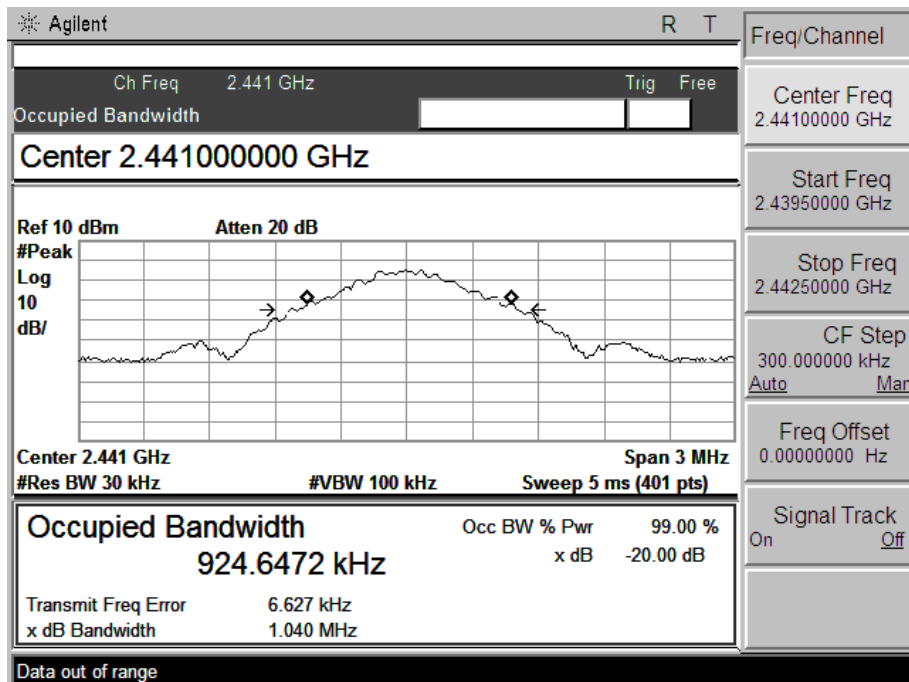 Agilent R T
Ch Freq 2.441 GHz Trig Free
Occupied Bandwidth
Center 2.441000000 GHz
Ref 10 dBm Atten 20 dB
#Peak
Log
10
dB/
Center 2.441 GHz Span 3 MHz
#Res BW 30 kHz #VBW 100 kHz Sweep 5 ms (401 pts)
Occupied Bandwidth Occ BW % Pwr 99.00 %
924.6472 kHz x dB -20.00 dB
Transmit Freq Error 6.627 kHz
x dB Bandwidth 1.040 MHz
Data out of range
Freq/Channel
Center Freq
2.44100000 GHz
Start Freq
2.43950000 GHz
Stop Freq
2.44250000 GHz
CF Step
300.000000 kHz
Auto Man
Freq Offset
0.00000000 Hz
Signal Track
On Off